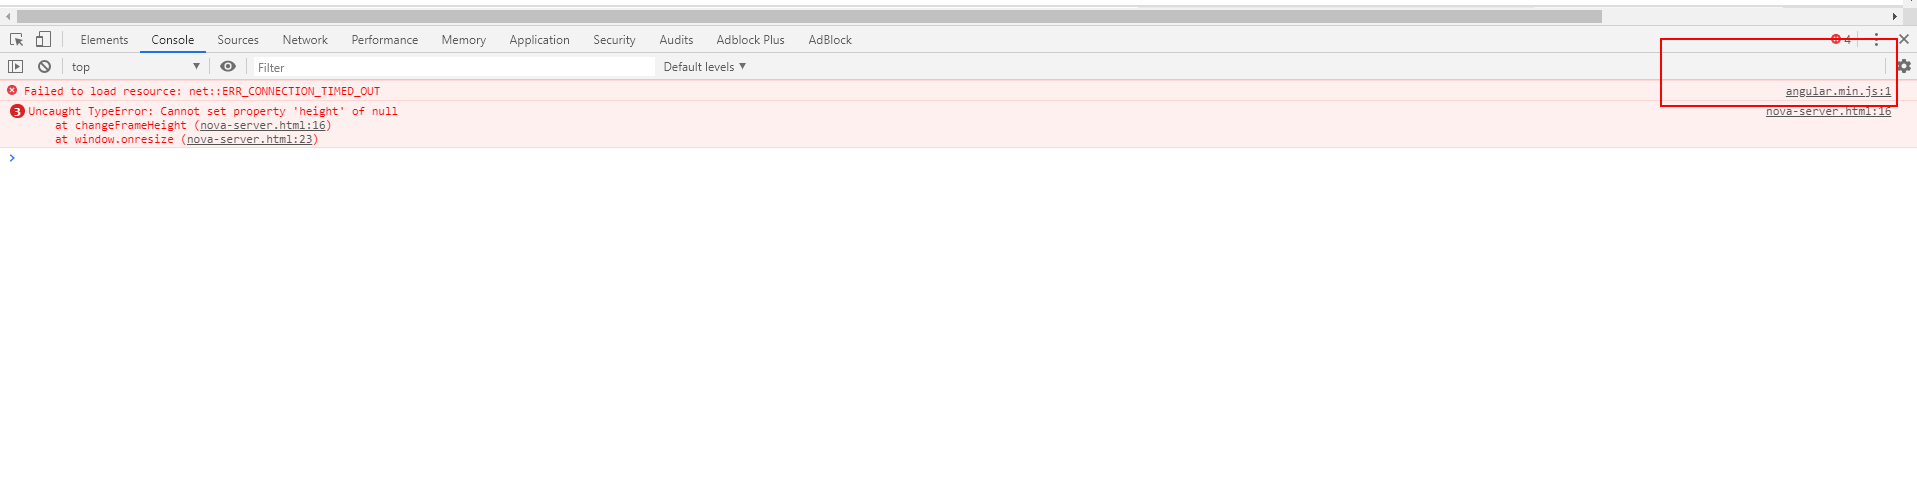 Elements Console Sources Network Performance Memory Application Security Audits Adblock Plus AdBlock 4
top Filter Default levels
Failed to load resource: net::ERR_CONNECTION_TIMED_OUT angular.min.js:1
3 Uncaught TypeError: Cannot set property 'height' of null nova-server.html:16
at changeFrameHeight (nova-server.html:16)
at window.onresize (nova-server.html:23)